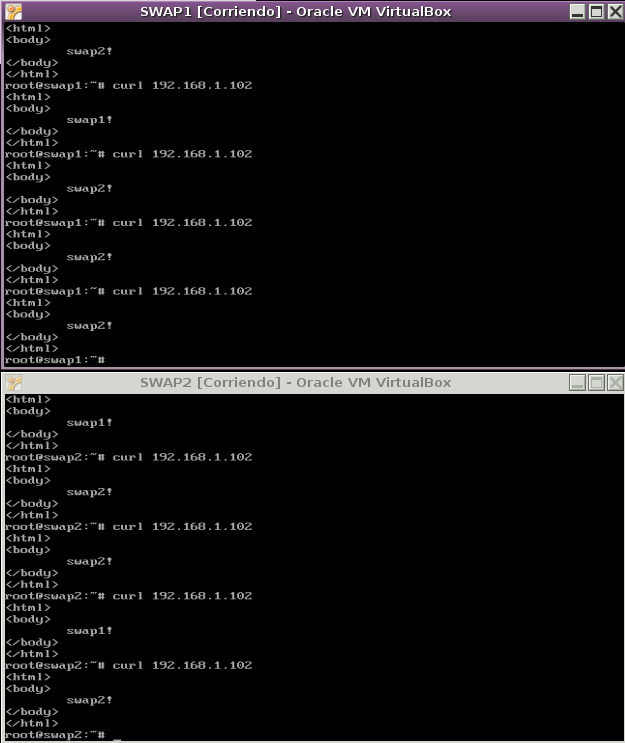 SWAP1 [Corriendo] - Oracle VM VirtualBox
<html>
<body>
swap2!
</body>
</html>
root@swap1:~# curl 192.168.1.102
<html>
<body>
swap1!
</body>
</html>
root@swap1:~# curl 192.168.1.102
<html>
<body>
swap2!
</body>
</html>
root@swap1:~# curl 192.168.1.102
<html>
<body>
swap2!
</body>
</html>
root@swap1:~# curl 192.168.1.102
<html>
<body>
swap2!
</body>
</html>
root@swap1:~#
SWAP2 [Corriendo] - Oracle VM VirtualBox
<html>
<body>
swap1!
</body>
</html>
root@swap2:~# curl 192.168.1.102
<html>
<body>
swap2!
</body>
</html>
root@swap2:~# curl 192.168.1.102
<html>
<body>
swap2!
</body>
</html>
root@swap2:~# curl 192.168.1.102
<html>
<body>
swap1!
</body>
</html>
root@swap2:~# curl 192.168.1.102
<html>
<body>
swap2!
</body>
</html>
root@swap2:~# _